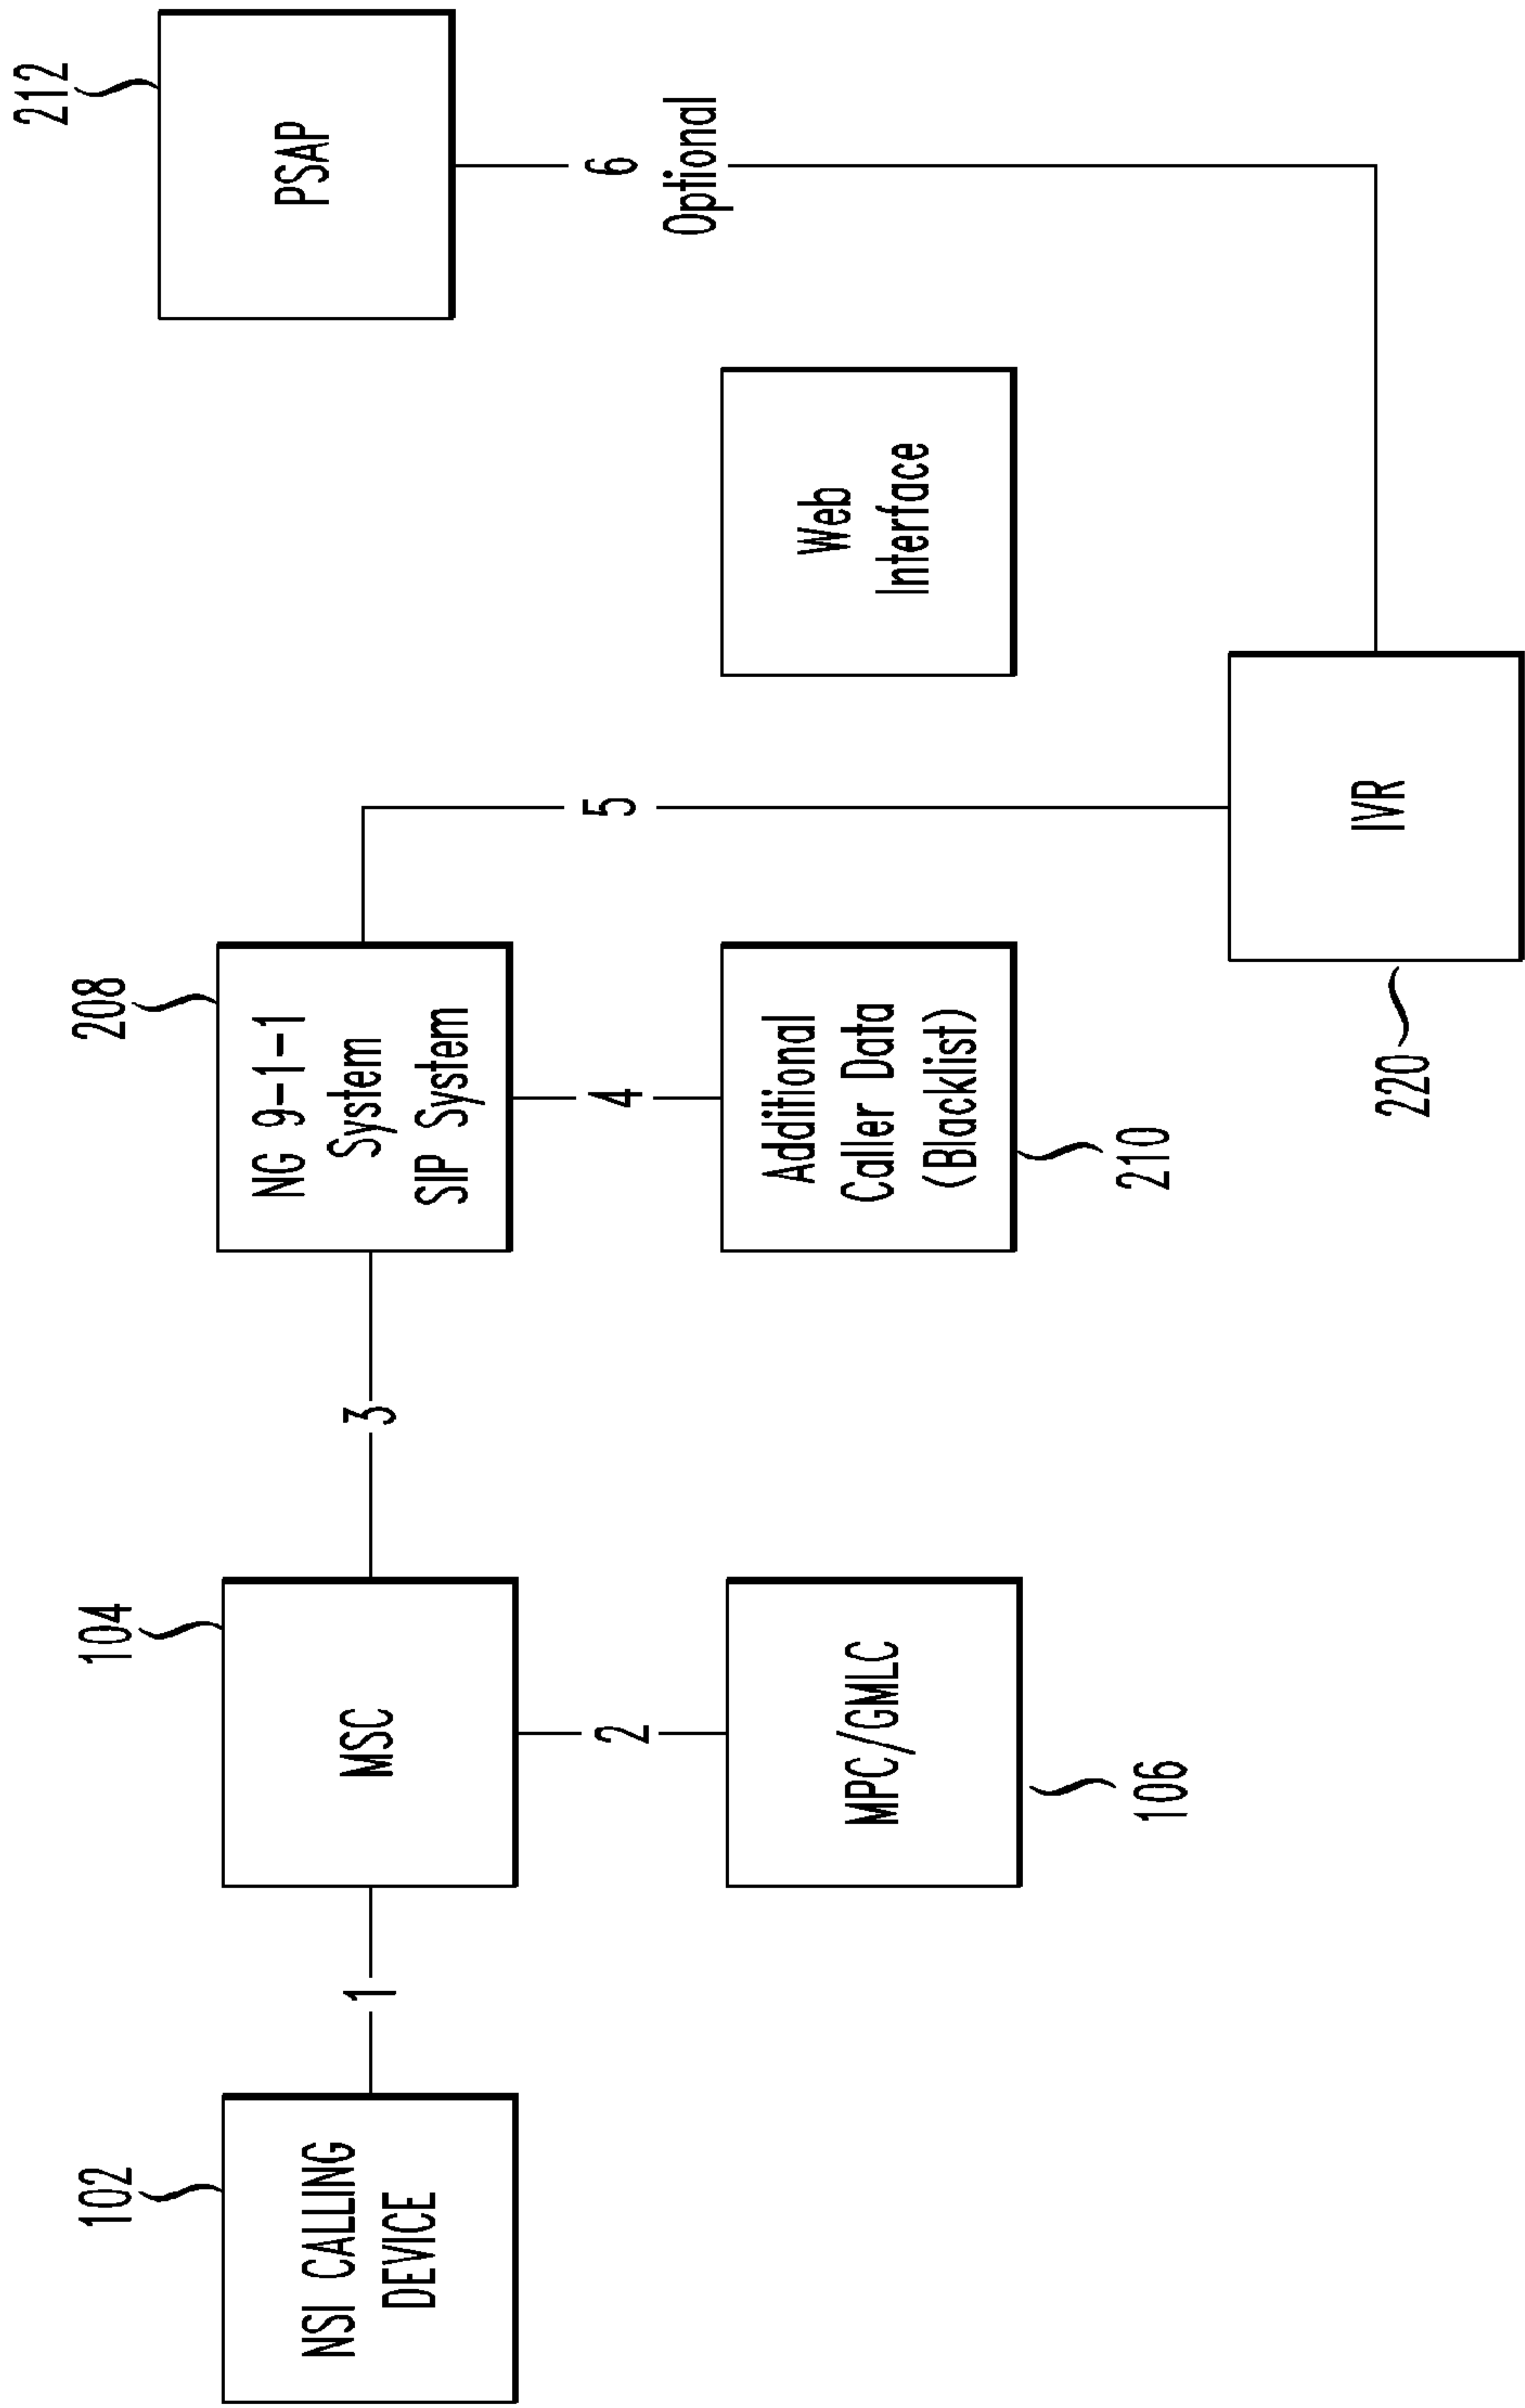 102
NSI CALLING
DEVICE
1
104
MSC
2
MPC/GMLC
106
3
208
NG 9-1-1
System
SIP System
4
Additional
Caller Data
(Blacklist)
210
5
IVR
220
Web
Interface
6
Optional
212
PSAP